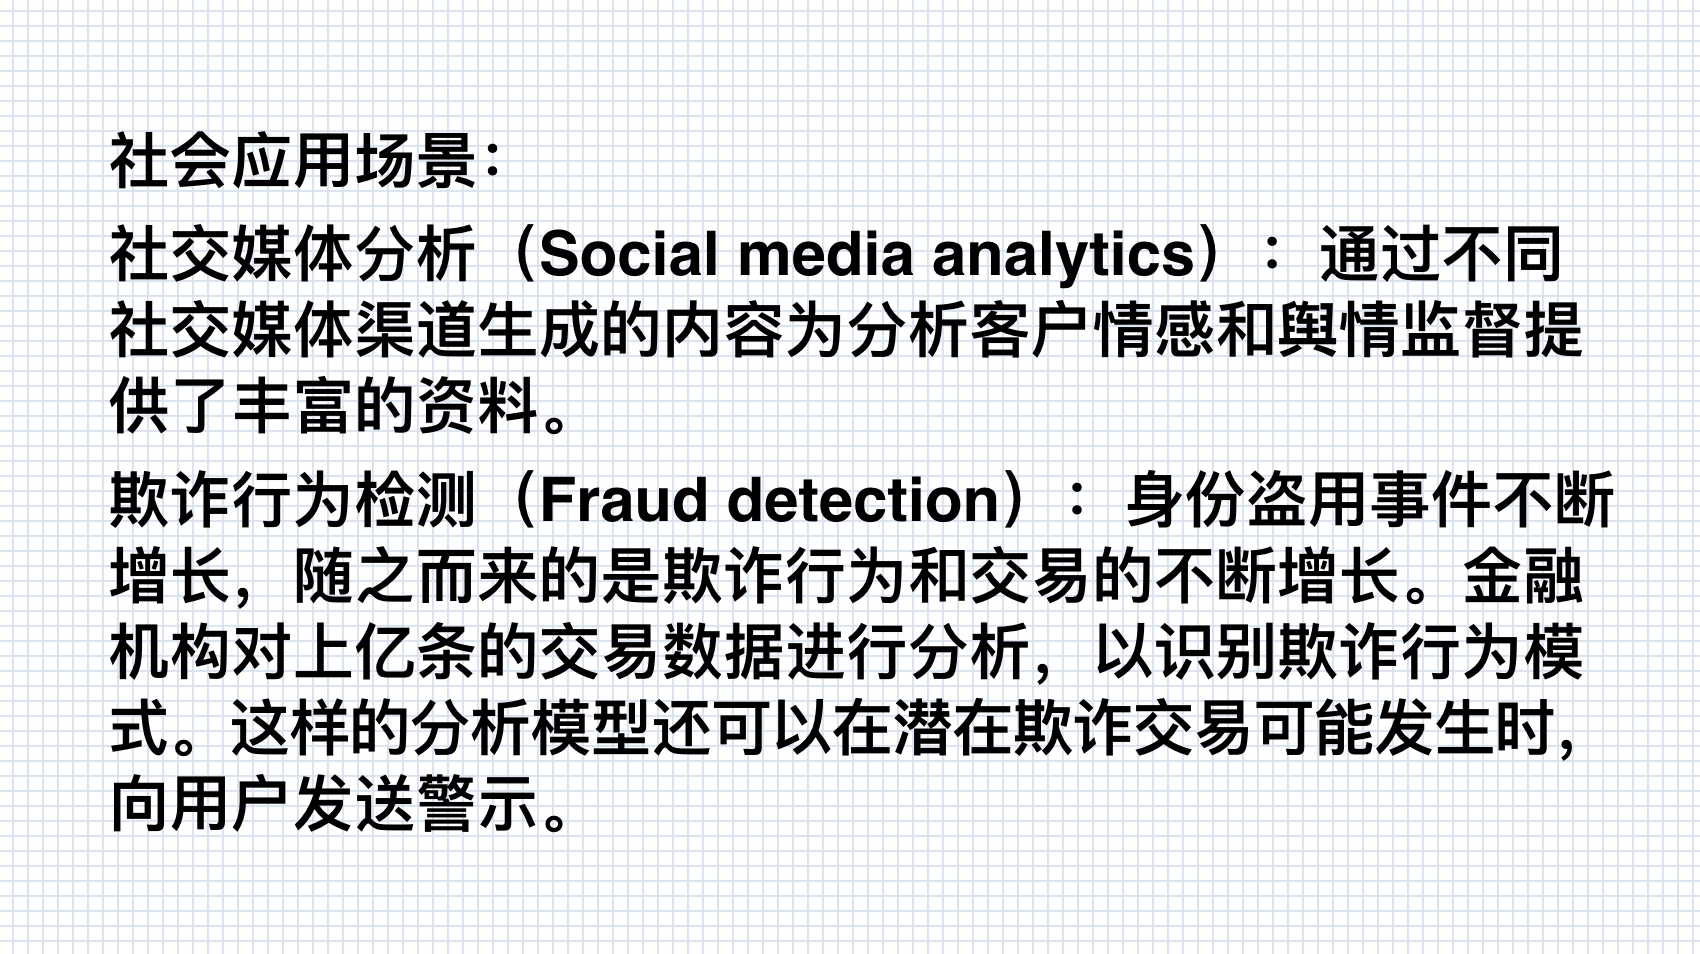 社会应用场景：
社交媒体分析（Social media analytics）：通过不同
社交媒体渠道生成的内容为分析客户情感和舆情监督提
供了丰富的资料。
欺诈行为检测（Fraud detection）：身份盗用事件不断
增长，随之而来的是欺诈行为和交易的不断增长。金融
机构对上亿条的交易数据进行分析，以识别欺诈行为模
式。这样的分析模型还可以在潜在欺诈交易可能发生时，
向用户发送警示。